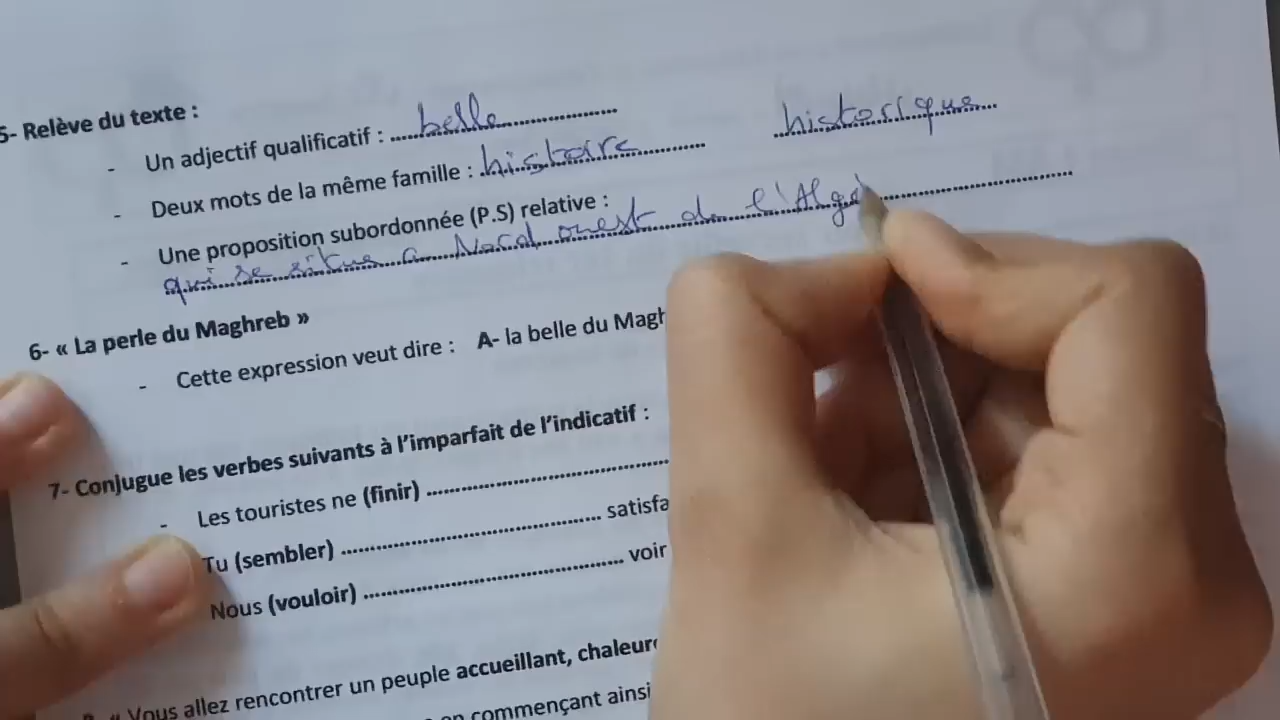 5- Relève du texte :
- Un adjectif qualificatif : belle
- Deux mots de la même famille : histoire historique
- Une proposition subordonnée (P.S) relative :
qui se situe a Nord ouest de l'Algé
6- « La perle du Maghreb »
- Cette expression veut dire : A- la belle du Magh
7- Conjugue les verbes suivants à l'imparfait de l'indicatif :
- Les touristes ne (finir)
Tu (sembler) satisfa
Nous (vouloir) voir
« Vous allez rencontrer un peuple accueillant, chaleur
en commençant ainsi